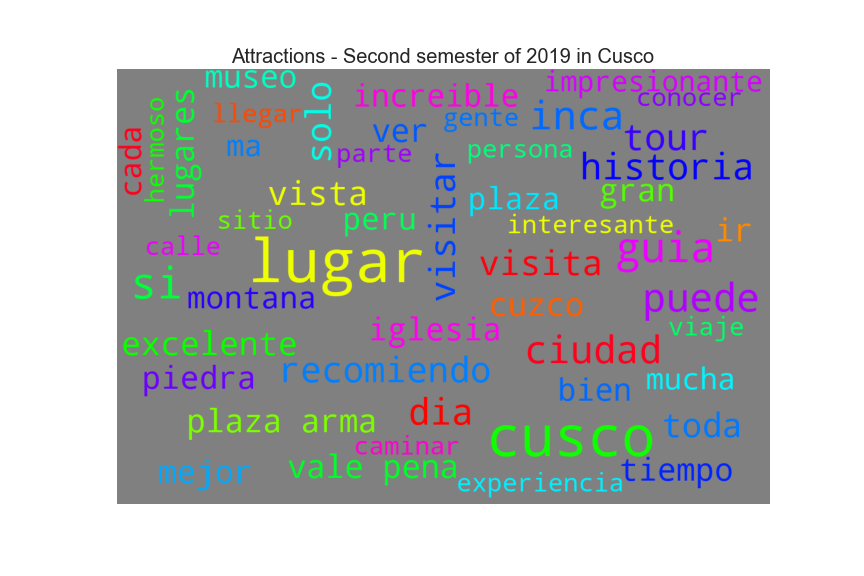 Attractions - Second semester of 2019 in Cusco
museo
increible
impresionante
conocer
llegar
solo
ver
gente
inca
cada
hermoso
lugares
ma
parte
persona
tour
historia
vista
visitar
plaza
gran
sitio
peru
interesante
ir
calle
lugar
visita
guia
si
montana
cuzco
puede
excelente
iglesia
ciudad
viaje
piedra
recomiendo
bien
mucha
plaza arma
dia
cusco
toda
caminar
mejor
vale pena
experiencia
tiempo